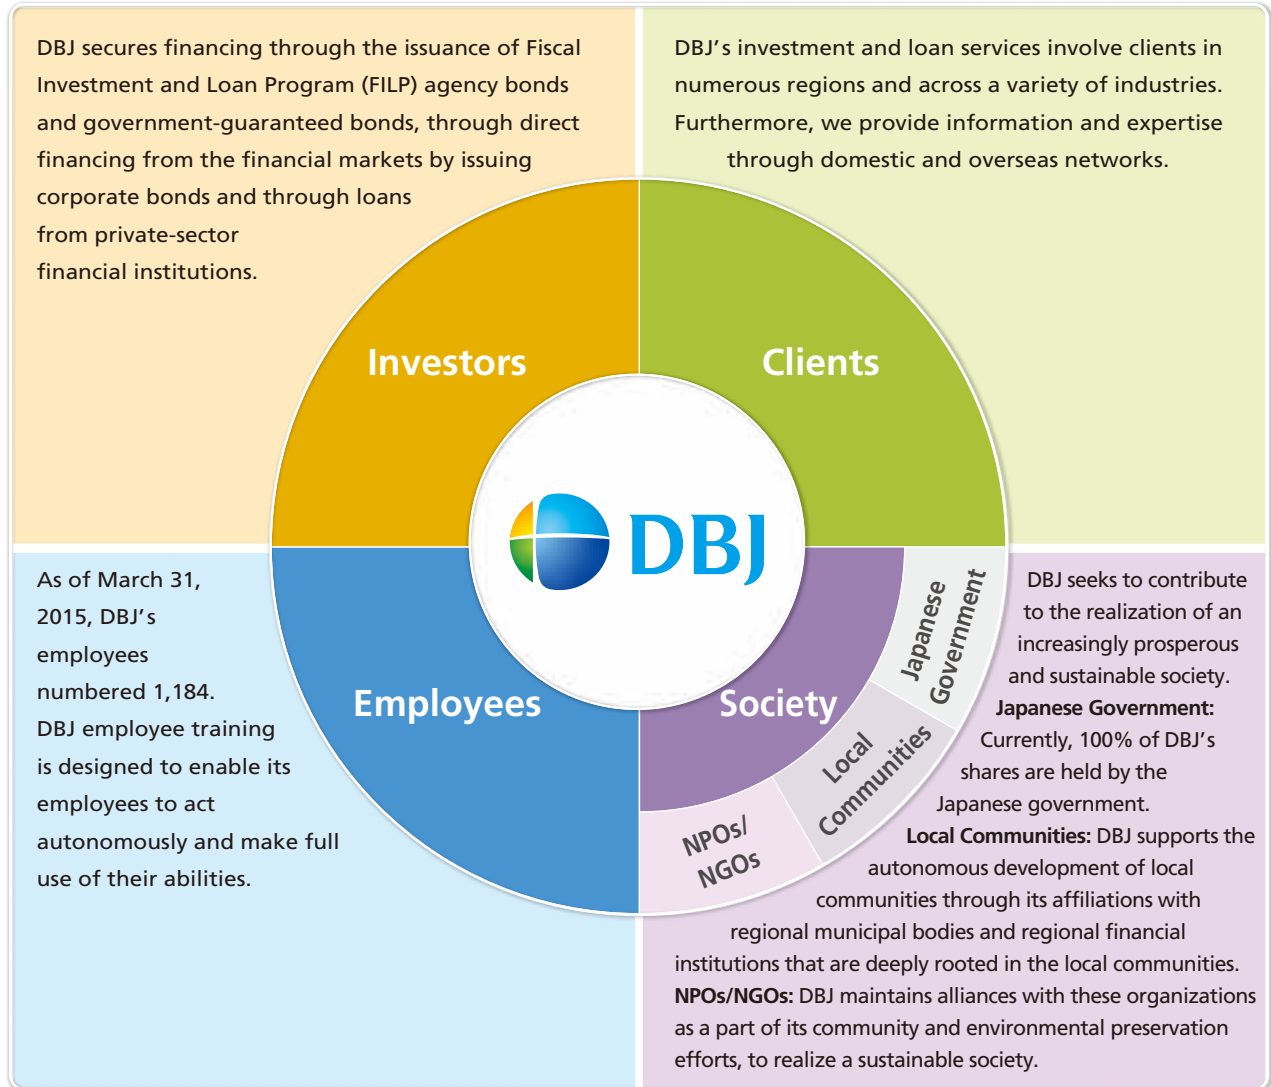 DBJ secures financing through the issuance of Fiscal
Investment and Loan Program (FILP) agency bonds
and government-guaranteed bonds, through direct
financing from the financial markets by issuing
corporate bonds and through loans
from private-sector
financial institutions.
DBJ's investment and loan services involve clients in
numerous regions and across a variety of industries.
Furthermore, we provide information and expertise
through domestic and overseas networks.
Investors
Clients
DBJ
Employees
Society
Japanese
Government
Local
Communities
NPOs/
NGOs
As of March 31,
2015, DBJ's
employees
numbered 1,184.
DBJ employee training
is designed to enable its
employees to act
autonomously and make full
use of their abilities.
DBJ seeks to contribute
to the realization of an
increasingly prosperous
and sustainable society.
Japanese Government:
Currently, 100% of DBJ's
shares are held by the
Japanese government.
Local Communities: DBJ supports the
autonomous development of local
communities through its affiliations with
regional municipal bodies and regional financial
institutions that are deeply rooted in the local communities.
NPOs/NGOs: DBJ maintains alliances with these organizations
as a part of its community and environmental preservation
efforts, to realize a sustainable society.